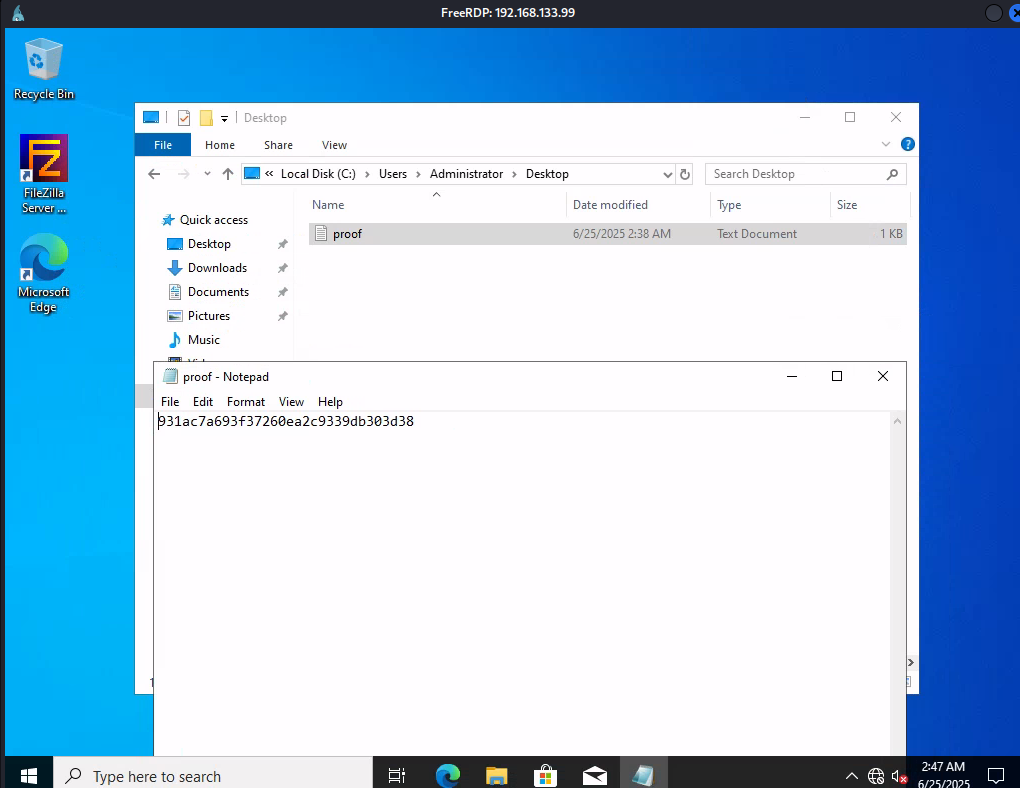 FreeRDP: 192.168.133.99
Recycle Bin
FileZilla
Server ...
Microsoft
Edge
Desktop
File Home Share View
« Local Disk (C:) › Users › Administrator › Desktop
Search Desktop
Name Date modified Type Size
Quick access
Desktop
Downloads
Documents
Pictures
Music
proof 6/25/2025 2:38 AM Text Document 1 KB
proof - Notepad
File Edit Format View Help
931ac7a693f37260ea2c9339db303d38
Type here to search
2:47 AM
6/25/2025